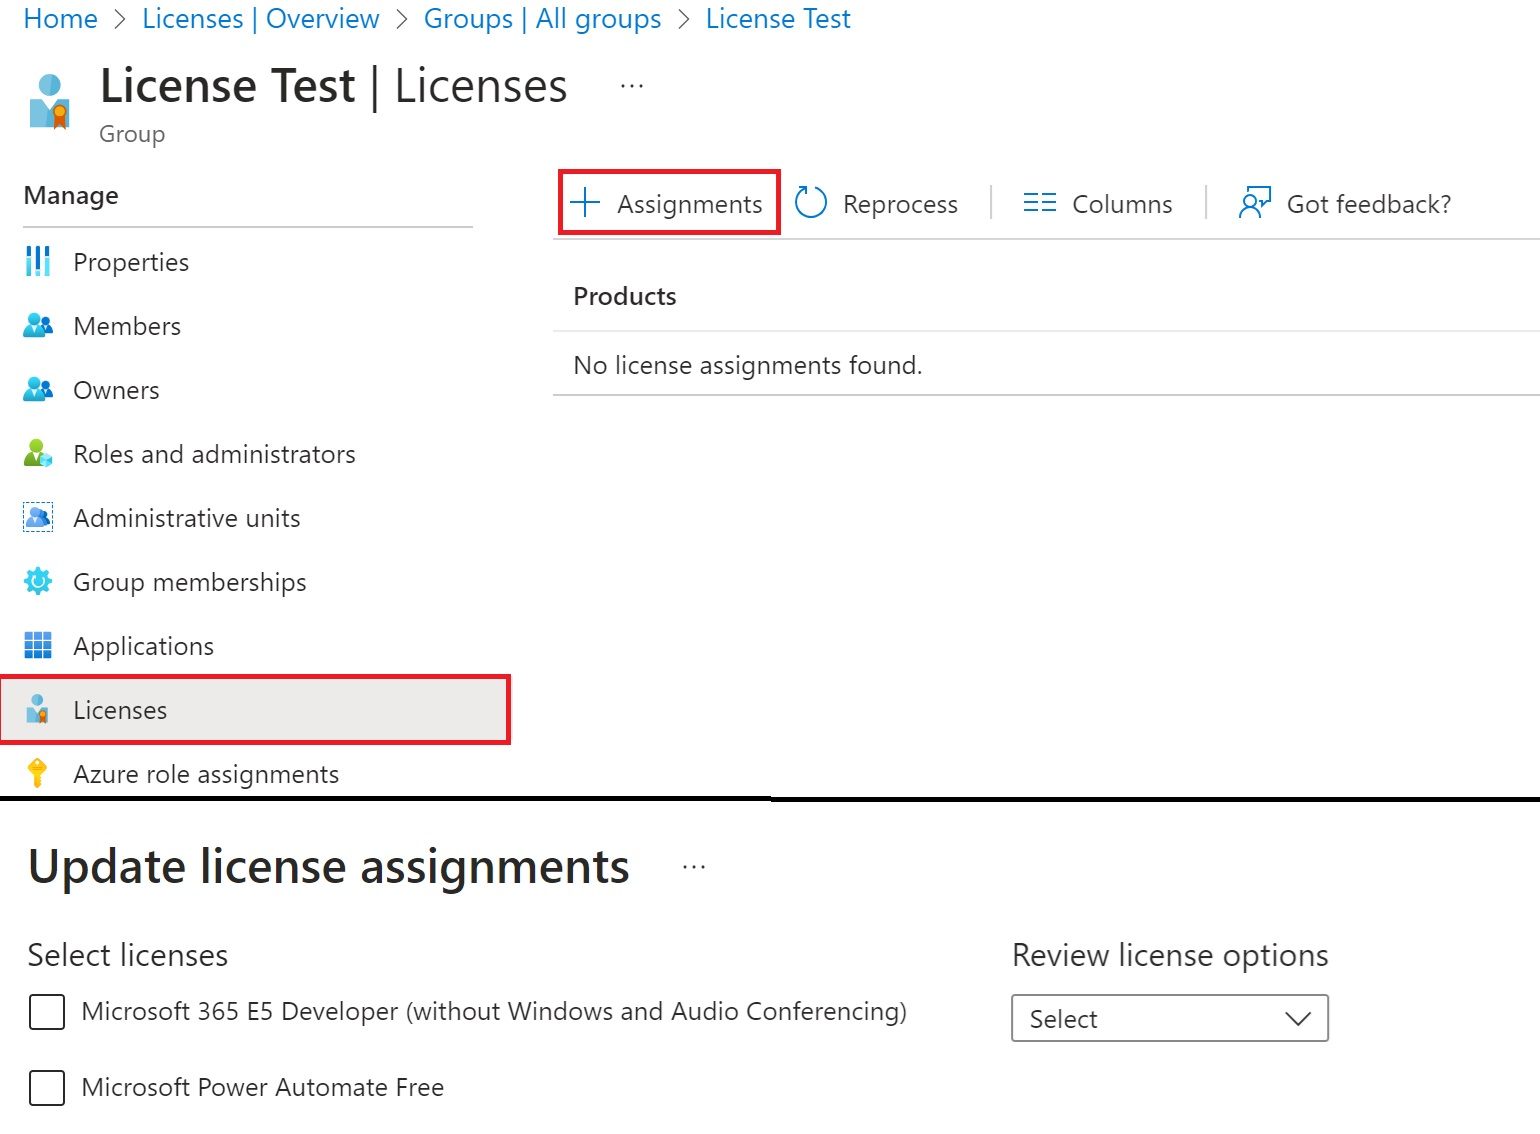 Home > Licenses | Overview > Groups | All groups > License Test
License Test | Licenses ...
Group
Manage
Properties
Members
Owners
Roles and administrators
Administrative units
Group memberships
Applications
Licenses
Azure role assignments
+ Assignments Reprocess | Columns | Got feedback?
Products
No license assignments found.
Update license assignments ...
Select licenses
Microsoft 365 E5 Developer (without Windows and Audio Conferencing)
Microsoft Power Automate Free
Review license options
Select